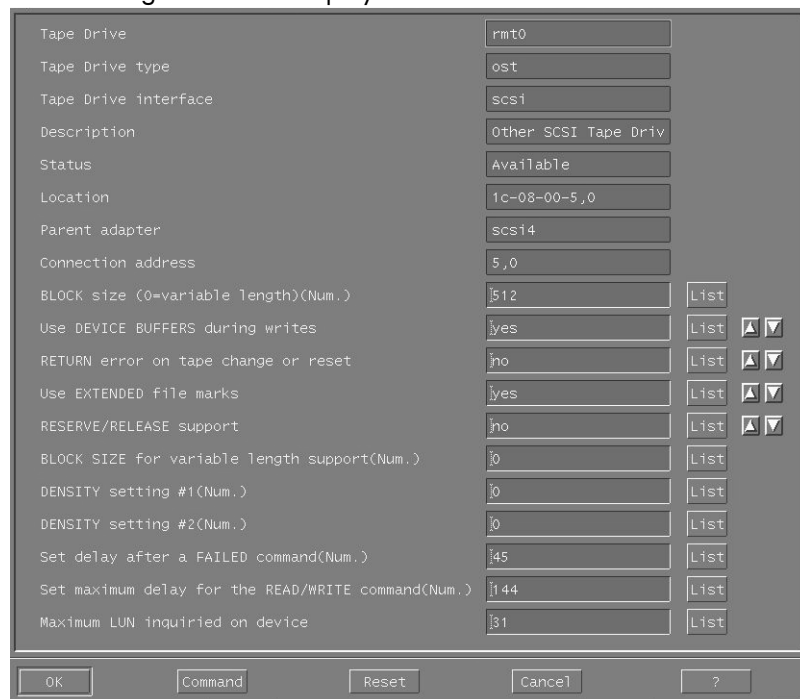 Tape Drive rmt0
Tape Drive type ost
Tape Drive interface scsi
Description Other SCSI Tape Driv
Status Available
Location 1c-08-00-5,0
Parent adapter scsi4
Connection address 5,0
BLOCK size (0=variable length)(Num.) 512 List
Use DEVICE BUFFERS during writes yes List
RETURN error on tape change or reset no List
Use EXTENDED file marks yes List
RESERVE/RELEASE support no List
BLOCK SIZE for variable length support(Num.) 0 List
DENSITY setting #1(Num.) 0 List
DENSITY setting #2(Num.) 0 List
Set delay after a FAILED command(Num.) 45 List
Set maximum delay for the READ/WRITE command(Num.) 144 List
Maximum LUN inquiried on device 31 List
OK Command Reset Cancel ?